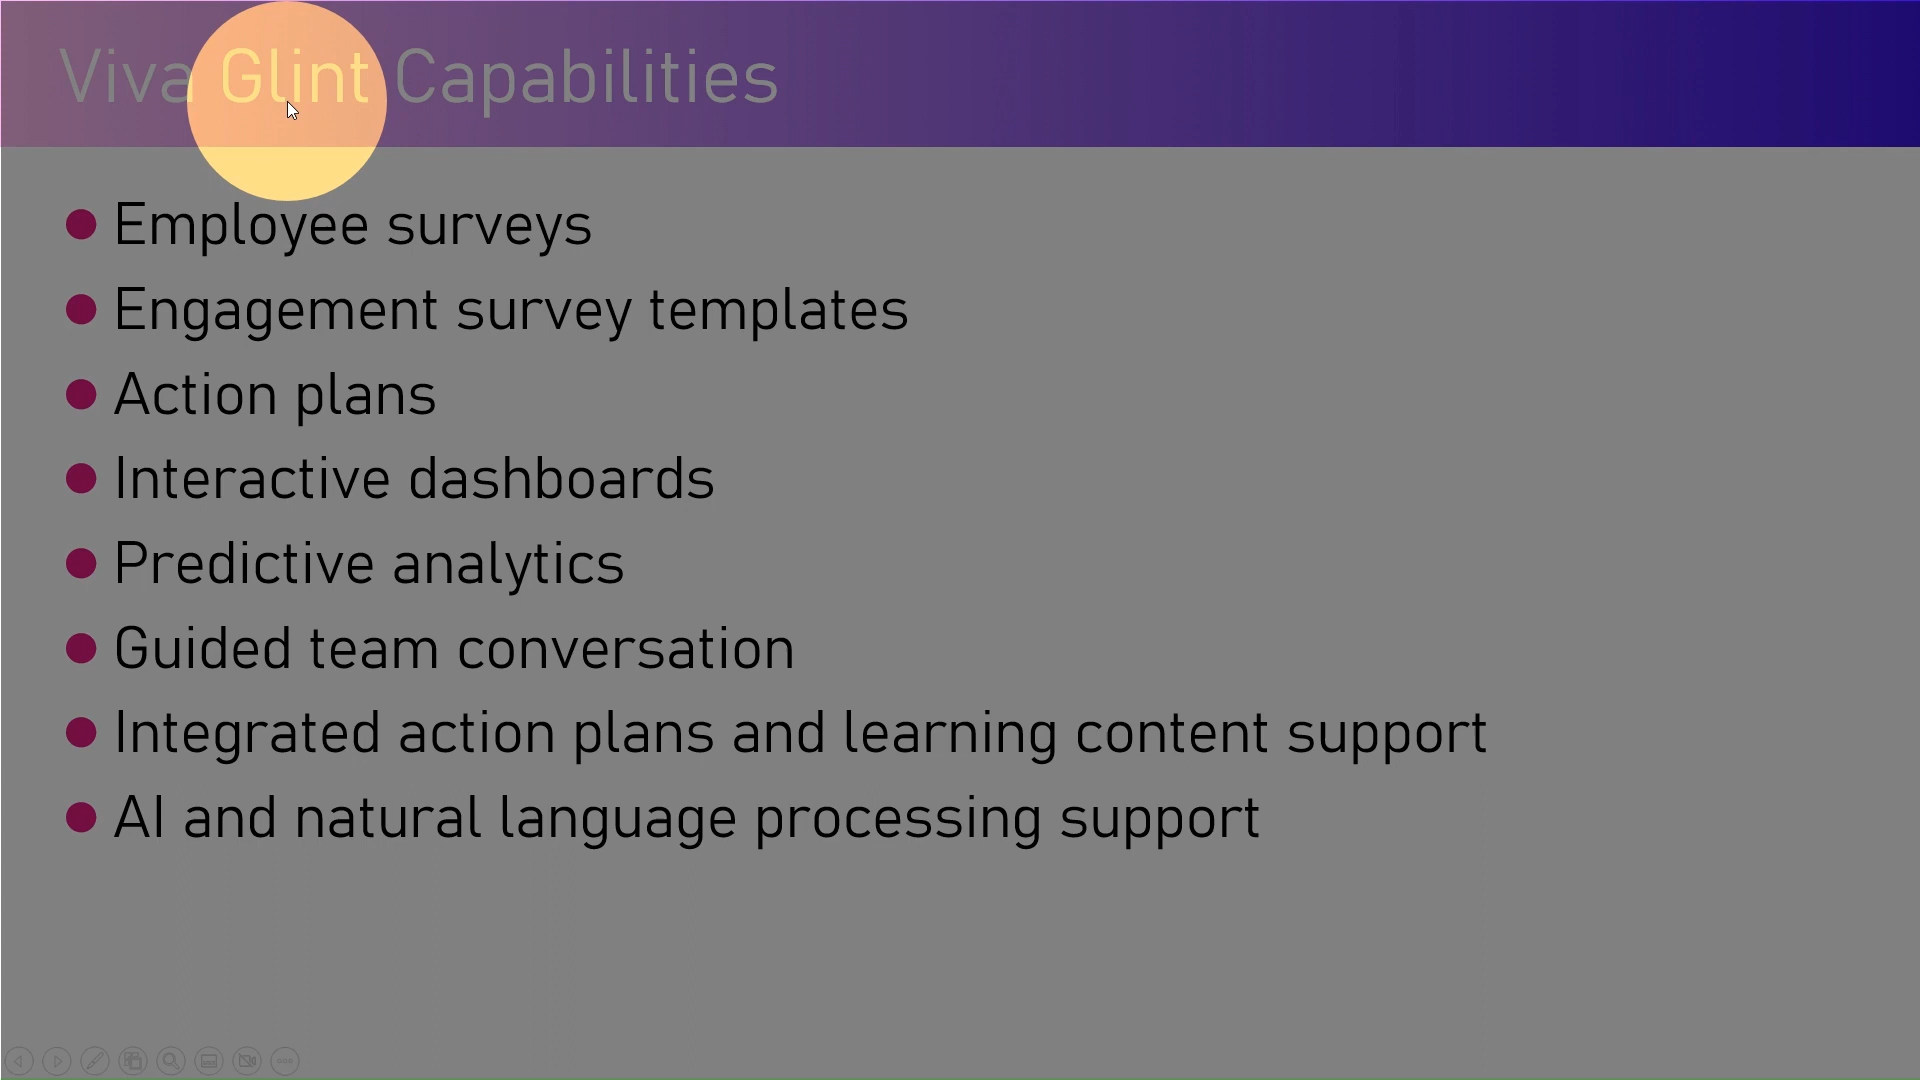 Viva Glint Capabilities
Employee surveys
Engagement survey templates
Action plans
Interactive dashboards
Predictive analytics
Guided team conversation
Integrated action plans and learning content support
AI and natural language processing support